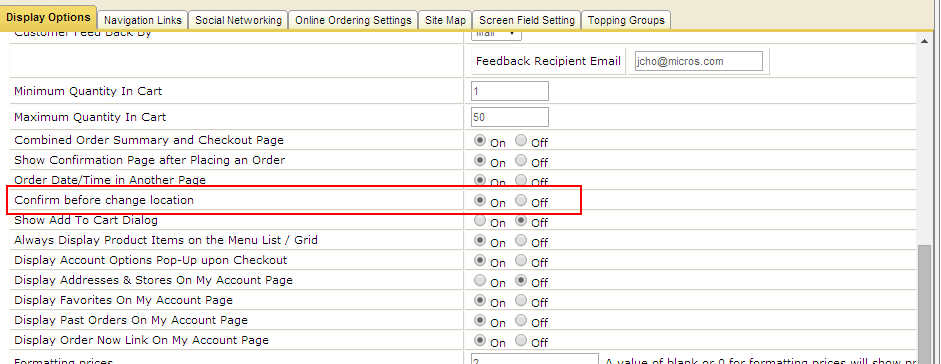 Display Options Navigation Links Social Networking Online Ordering Settings Site Map Screen Field Setting Topping Groups
Customer Feed Back By Mail
Feedback Recipient Email jcho@micros.com
Minimum Quantity In Cart 1
Maximum Quantity In Cart 50
Combined Order Summary and Checkout Page On Off
Show Confirmation Page after Placing an Order On Off
Order Date/Time in Another Page On Off
Confirm before change location On Off
Show Add To Cart Dialog On Off
Always Display Product Items on the Menu List / Grid On Off
Display Account Options Pop-Up upon Checkout On Off
Display Addresses & Stores On My Account Page On Off
Display Favorites On My Account Page On Off
Display Past Orders On My Account Page On Off
Display Order Now Link On My Account Page On Off
Formatting prices 2 A value of blank or 0 for formatting prices will show